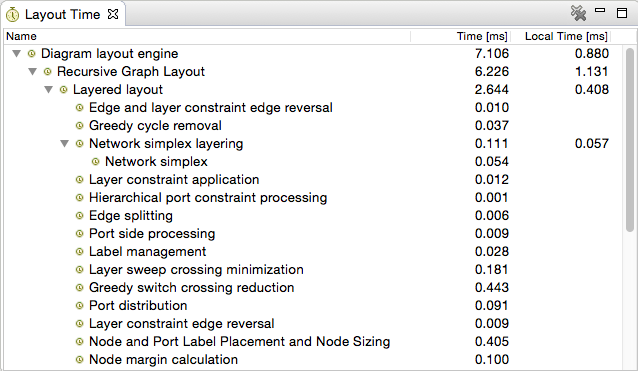 Layout Time
Name Time [ms] Local Time [ms]
Diagram layout engine 7.106 0.880
Recursive Graph Layout 6.226 1.131
Layered layout 2.644 0.408
Edge and layer constraint edge reversal 0.010
Greedy cycle removal 0.037
Network simplex layering 0.111 0.057
Network simplex 0.054
Layer constraint application 0.012
Hierarchical port constraint processing 0.001
Edge splitting 0.006
Port side processing 0.009
Label management 0.028
Layer sweep crossing minimization 0.181
Greedy switch crossing reduction 0.443
Port distribution 0.091
Layer constraint edge reversal 0.009
Node and Port Label Placement and Node Sizing 0.405
Node margin calculation 0.100